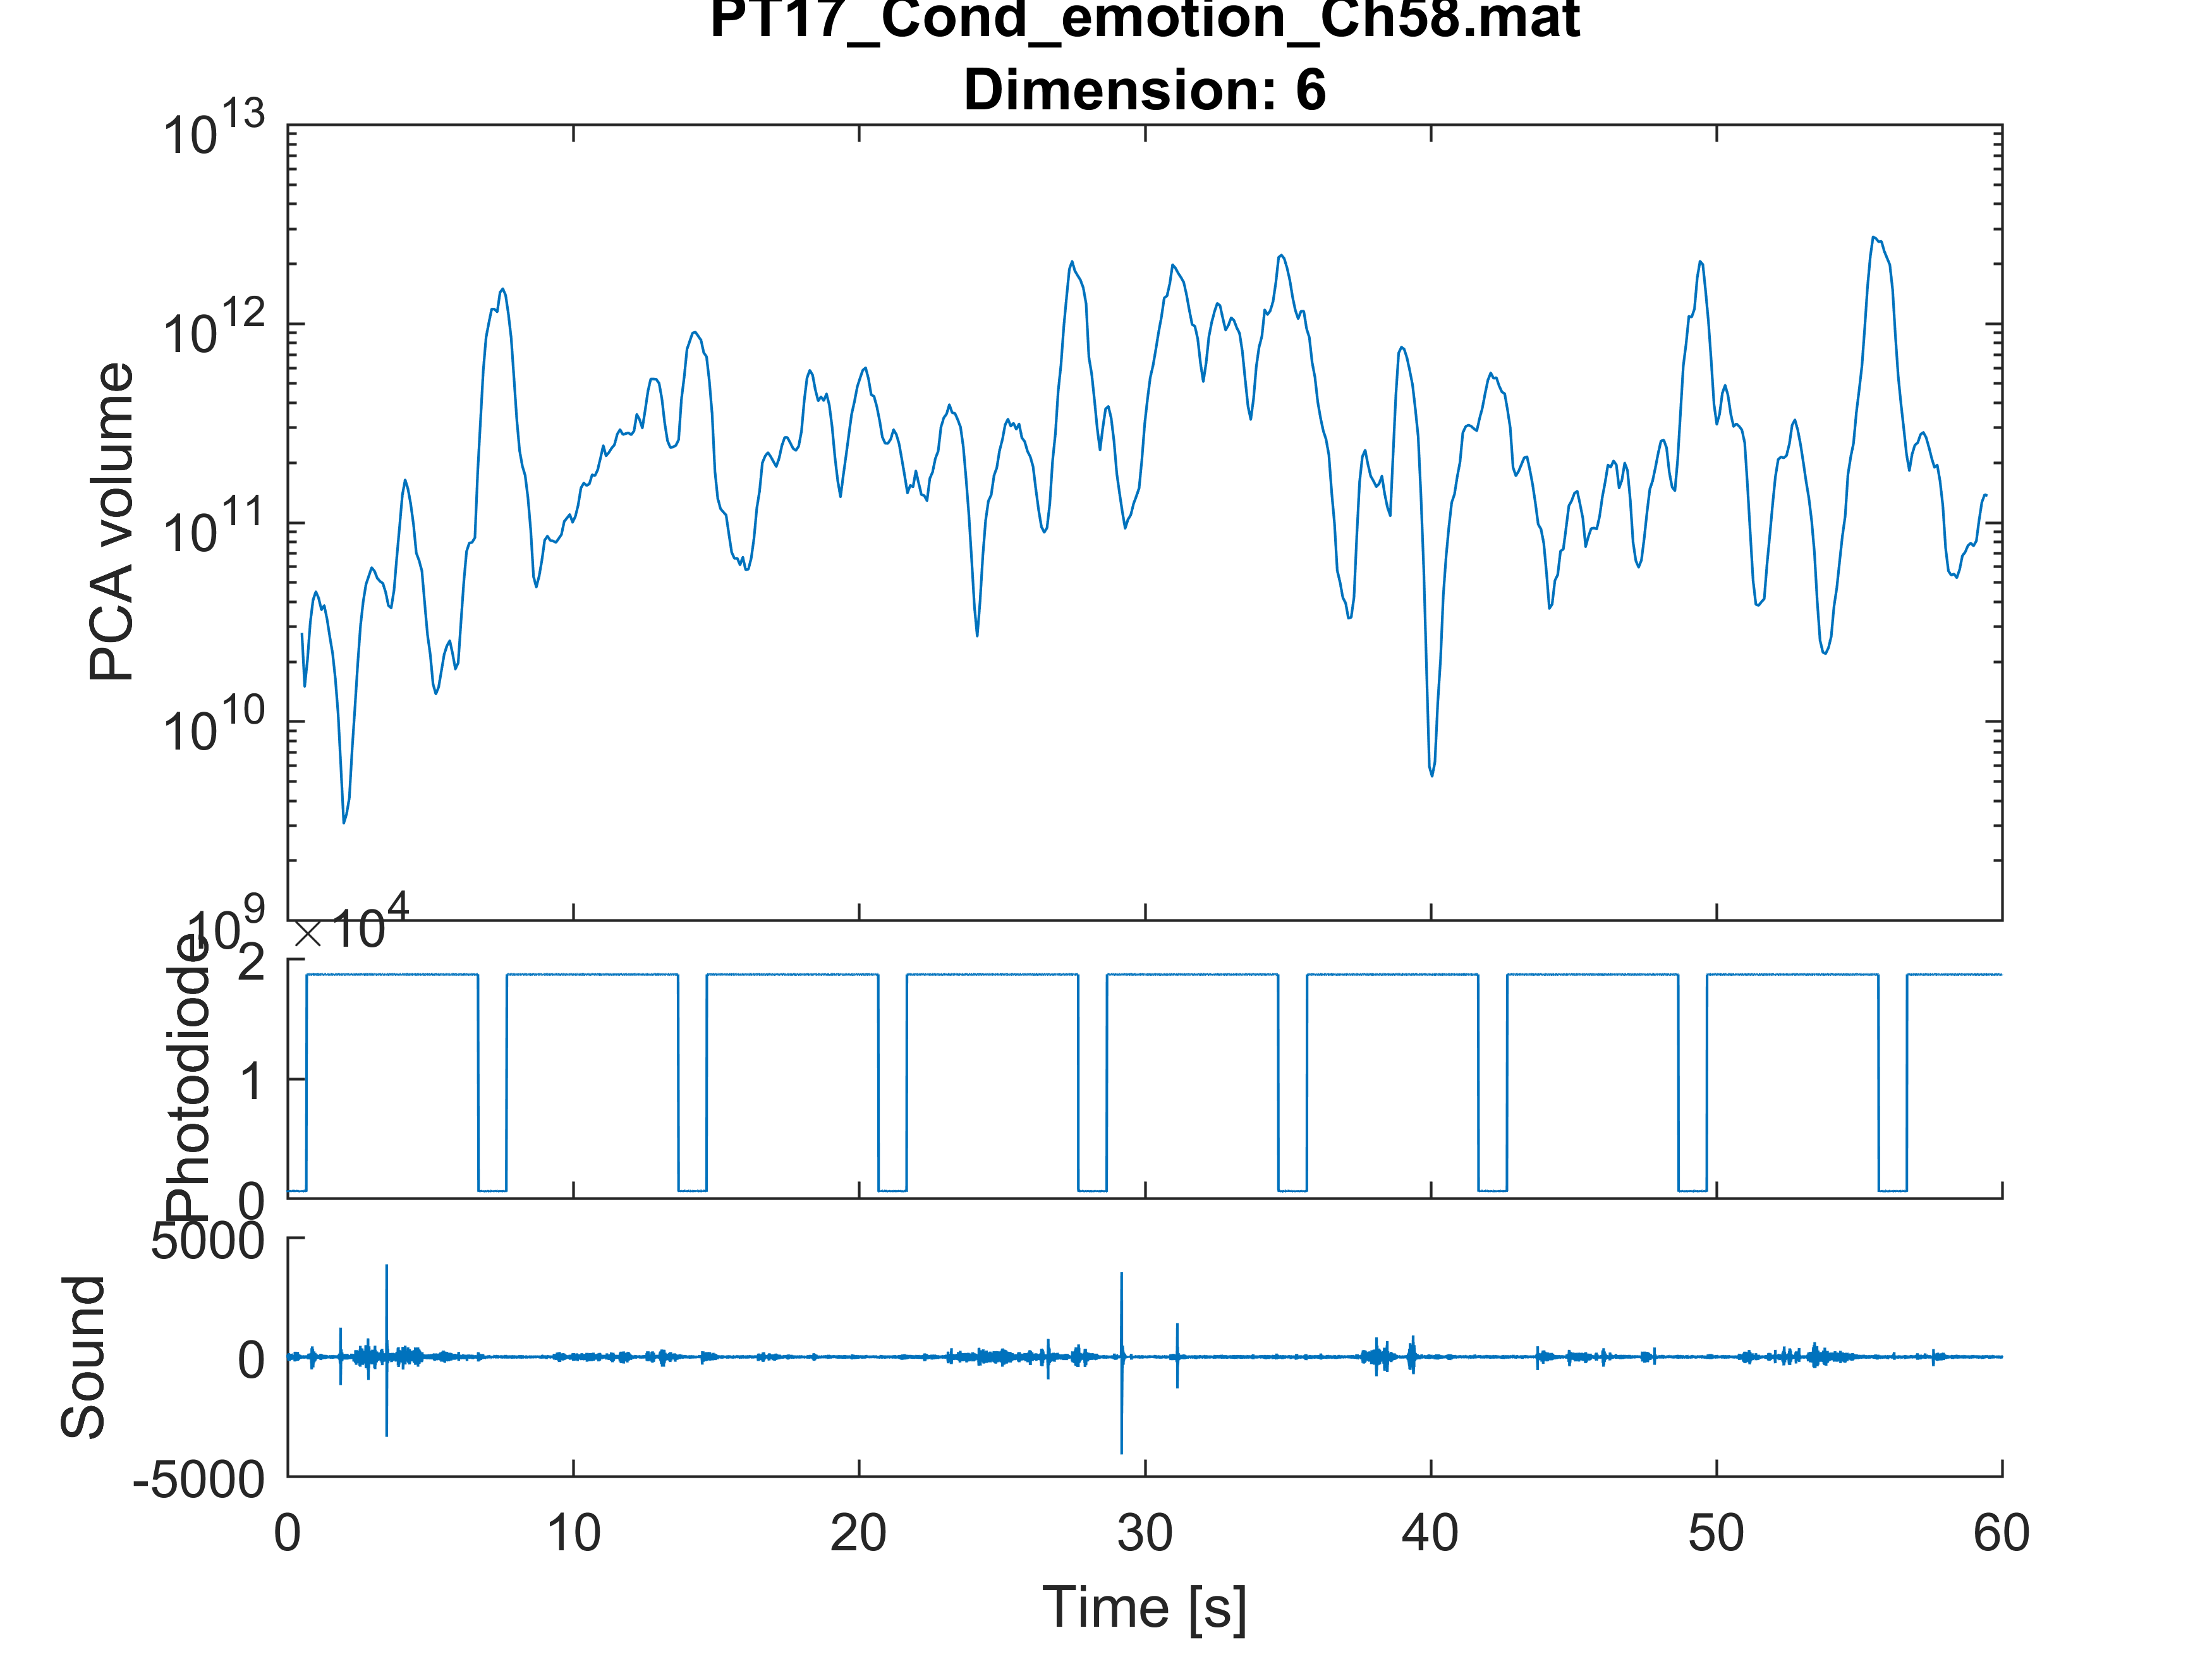 PT17_Cond_emotion_Ch58.mat
Dimension: 6
10^13
10^12
10^11
10^10
10^9
PCA volume
× 10^4
2
1
0
Photodiode
5000
0
-5000
Sound
0 10 20 30 40 50 60
Time [s]